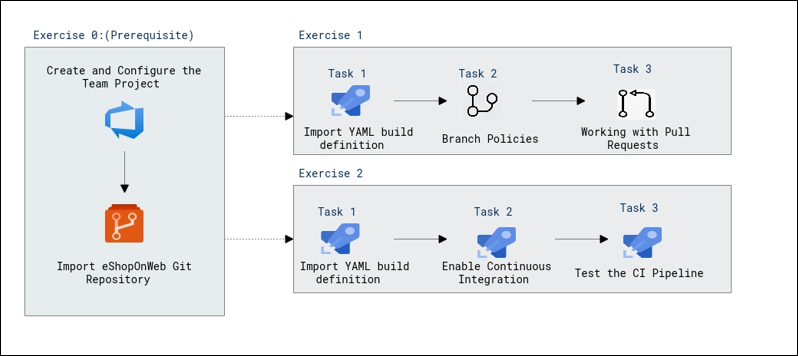 Exercise 0:(Prerequisite)
Create and Configure the
Team Project
Import eShopOnWeb Git
Repository
Exercise 1
Task 1
Import YAML build
definition
Task 2
Branch Policies
Task 3
Working with Pull
Requests
Exercise 2
Task 1
Import YAML build
definition
Task 2
Enable Continuous
Integration
Task 3
Test the CI Pipeline